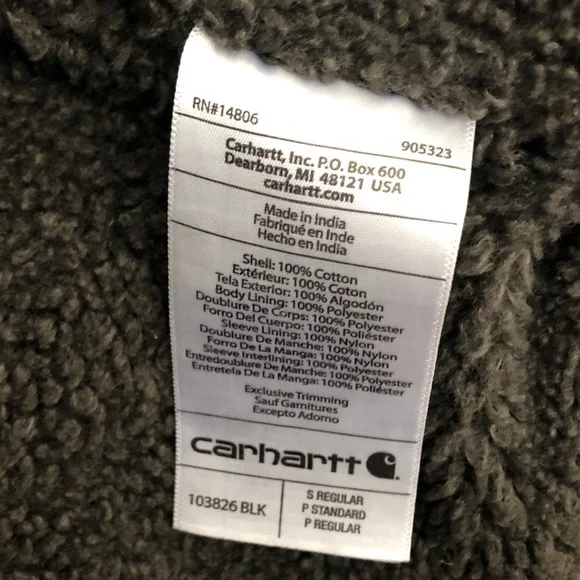 RN#14806
905323
Carhartt, Inc. P.O. Box 600
Dearborn, MI 48121 USA
carhartt.com
Made in India
Fabriqué en Inde
Hecho en India
Shell: 100% Cotton
Extérieur: 100% Coton
Tela Exterior: 100% Algodón
Body Lining: 100% Polyester
Doublure De Corps: 100% Polyester
Forro Del Cuerpo: 100% Poliéster
Sleeve Lining: 100% Nylon
Doublure De Manche: 100% Nylon
Forro De La Manga: 100% Nylon
Sleeve Interlining: 100% Polyester
Entredoublure De Manche: 100% Polyester
Entretela De La Manga: 100% Poliéster
Exclusive Trimming
Sauf Garnitures
Excepto Adorno
carhartt
103826 BLK
S REGULAR
P STANDARD
P REGULAR